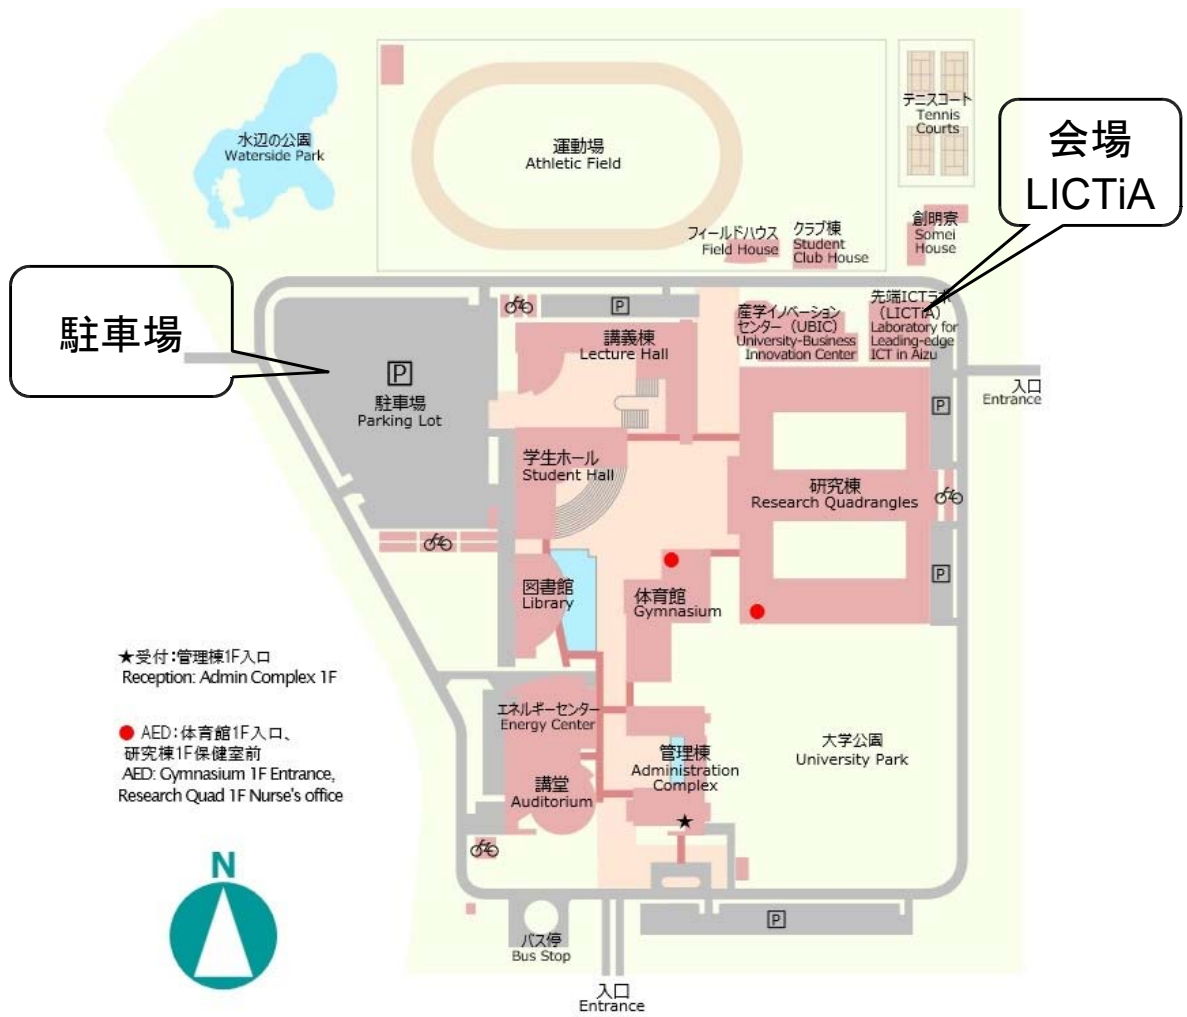 水辺の公園
Waterside Park
運動場
Athletic Field
テニスコート
Tennis
Courts
会場
LICTiA
創明寮
Somei
House
フィールドハウス
Field House
クラブ棟
Student
Club House
駐車場
P
駐車場
Parking Lot
P
講義棟
Lecture Hall
産学イノベーション
センター（UBIC）
University-Business
Innovation Center
先端ICTラボ
（LICTiA）
Laboratory for
Leading-edge
ICT in Aizu
入口
Entrance
P
学生ホール
Student Hall
研究棟
Research Quadrangles
P
図書館
Library
体育館
Gymnasium
★受付：管理棟1F入口
Reception: Admin Complex 1F
AED：体育館1F入口、
研究棟1F保健室前
AED: Gymnasium 1F Entrance,
Research Quad 1F Nurse's office
エネルギーセンター
Energy Center
講堂
Auditorium
管理棟
Administration
Complex
★
大学公園
University Park
N
バス停
Bus Stop
P
入口
Entrance